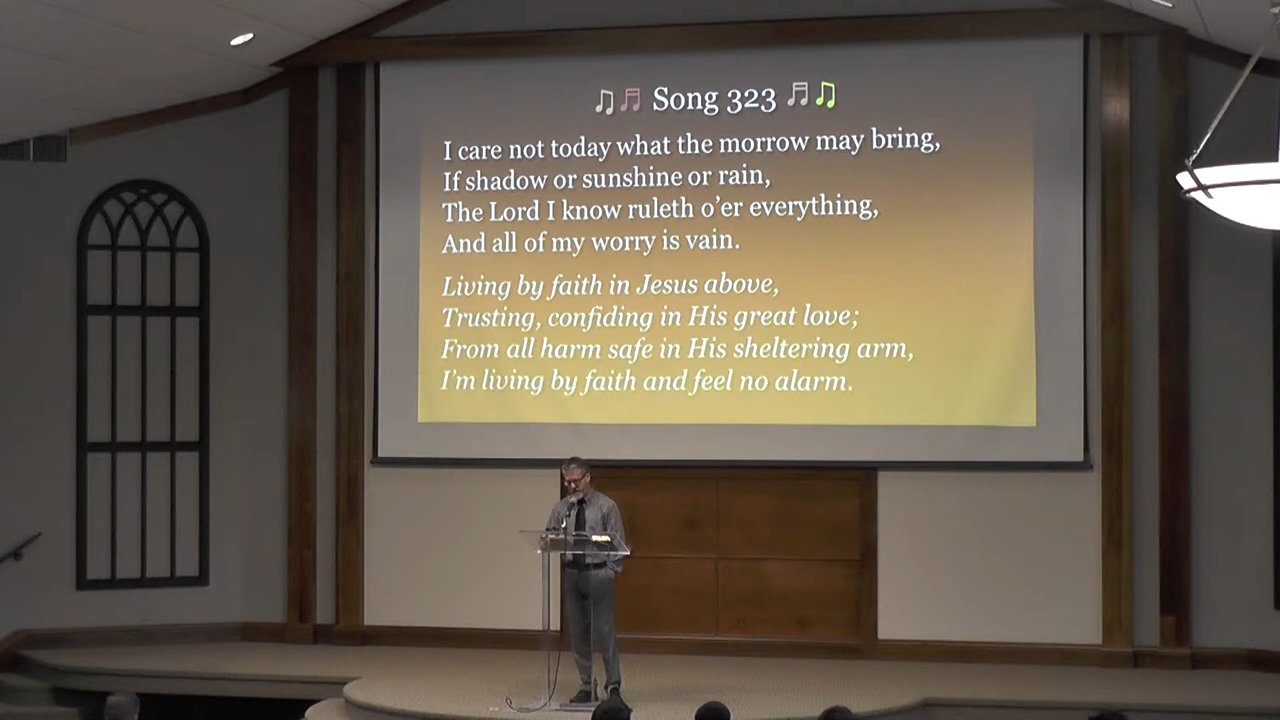 ♫♬ Song 323 ♬♫
I care not today what the morrow may bring,
If shadow or sunshine or rain,
The Lord I know ruleth o’er everything,
And all of my worry is vain.
Living by faith in Jesus above,
Trusting, confiding in His great love;
From all harm safe in His sheltering arm,
I’m living by faith and feel no alarm.